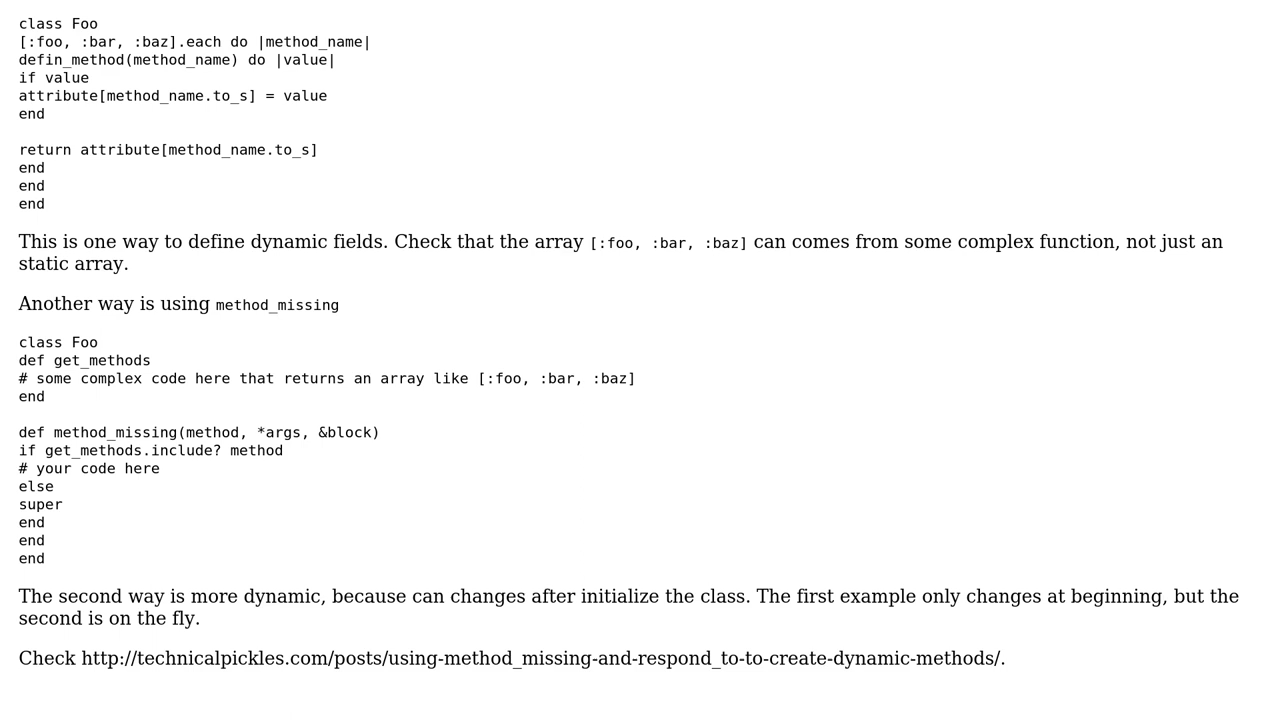 class Foo
[:foo, :bar, :baz].each do |method_name|
defin_method(method_name) do |value|
if value
attribute[method_name.to_s] = value
end
return attribute[method_name.to_s]
end
end
end
This is one way to define dynamic fields. Check that the array [:foo, :bar, :baz] can comes from some complex function, not just an
static array.
Another way is using method_missing
class Foo
def get_methods
# some complex code here that returns an array like [:foo, :bar, :baz]
end
def method_missing(method, *args, &block)
if get_methods.include? method
# your code here
else
super
end
end
end
The second way is more dynamic, because can changes after initialize the class. The first example only changes at beginning, but the
second is on the fly.
Check http://technicalpickles.com/posts/using-method_missing-and-respond_to-to-create-dynamic-methods/.